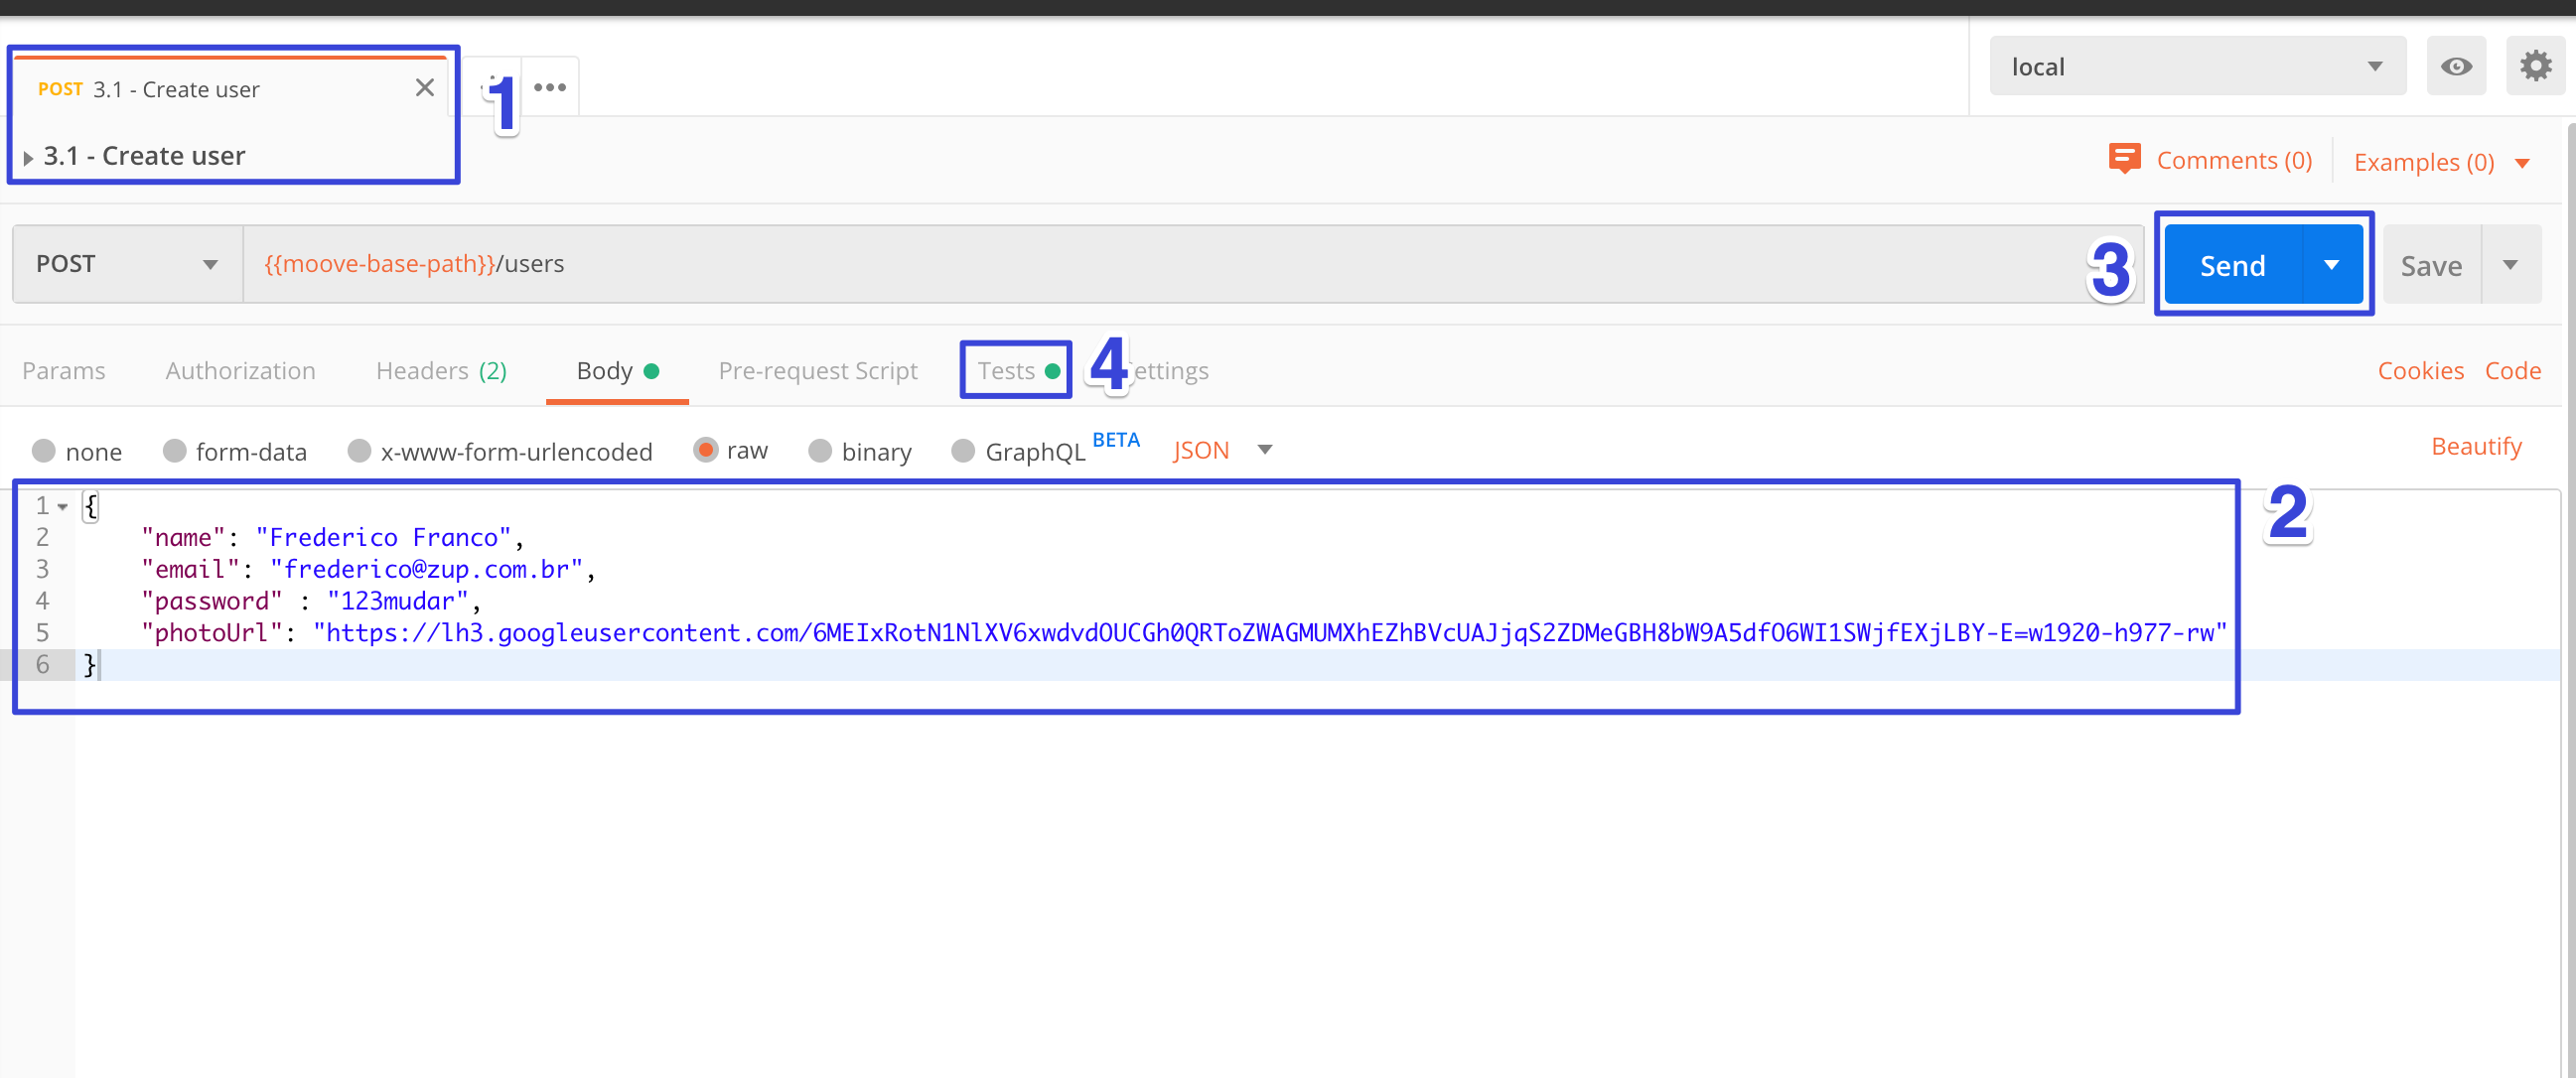 POST 3.1 - Create user
1
local
3.1 - Create user
Comments (0)
Examples (0)
POST
{{moove-base-path}}/users
3
Send
Save
Params
Authorization
Headers (2)
Body
Pre-request Script
Tests
4
ettings
Cookies
Code
none
form-data
x-www-form-urlencoded
raw
binary
GraphQL BETA
JSON
Beautify
2
1 {
2 "name": "Frederico Franco",
3 "email": "frederico@zup.com.br",
4 "password" : "123mudar",
5 "photoUrl": "https://lh3.googleusercontent.com/6MEIxRotN1NlXV6xwdvdOUCGh0QRToZWAGMUMXhEZhBVcUAJjqS2ZDMeGBH8bW9A5dfO6WI1SWjfEXjLBY-E=w1920-h977-rw"
6 }